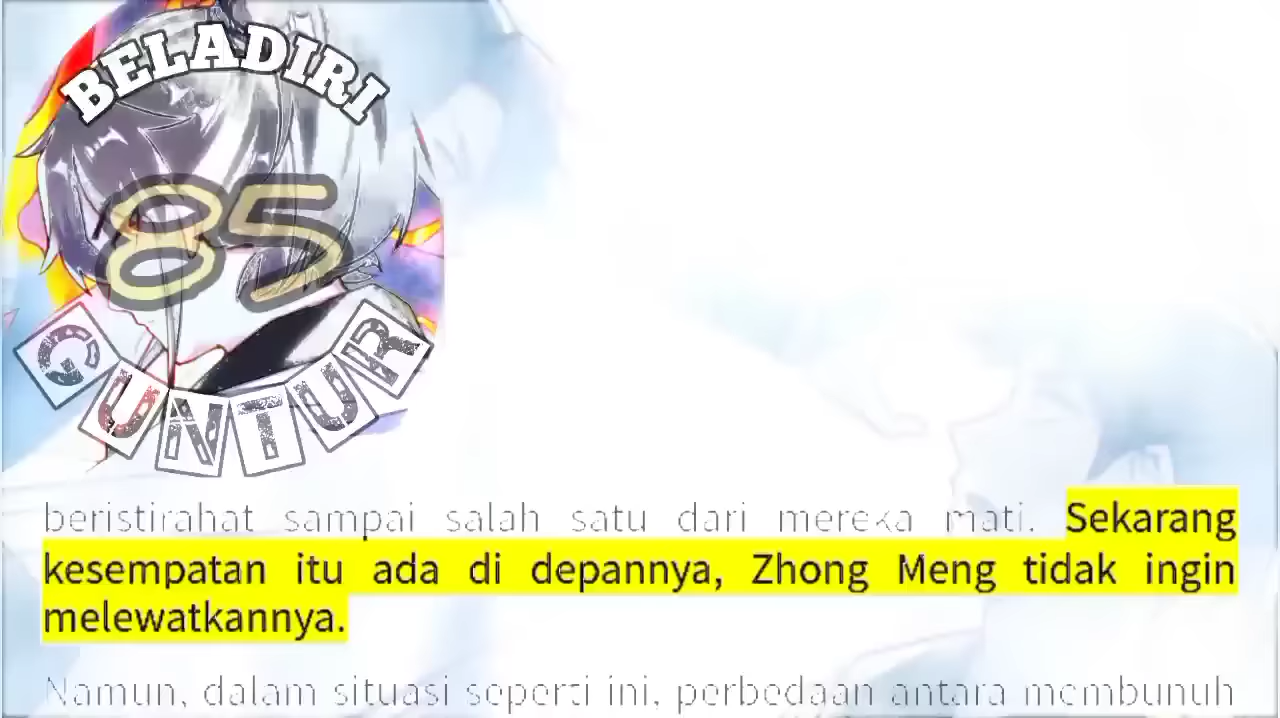 BELADIRI
85
GUNTUR
beristirahat sampai salah satu dari mereka mati. Sekarang
kesempatan itu ada di depannya, Zhong Meng tidak ingin
melewatkannya.
Namun, dalam situasi seperti ini, perbedaan antara membunuh